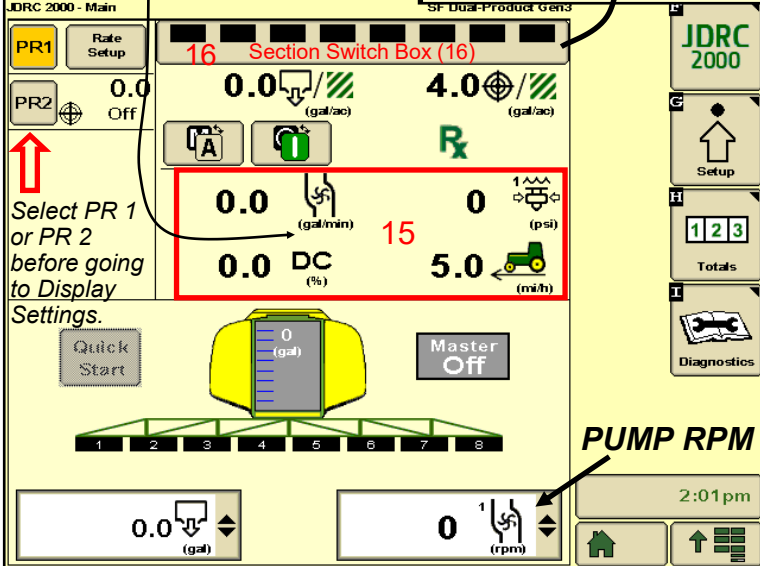 JDRC 2000 - Main
SF Dual-Product Gen3
PR1
Rate
Setup
16
Section Switch Box (16)
PR2
0.0
Off
0.0
(gal/ac)
4.0
(gal/ac)
A
I
Rx
Select PR 1
or PR 2
before going
to Display
Settings.
0.0
(gal/min)
15
0
1
(psi)
0.0
DC
(%)
5.0
(mi/h)
Quick
Start
0
(gal)
Master
Off
1 2 3 4 5 6 7 8
PUMP RPM
0.0
(gal)
0
1
(rpm)
F
JDRC
2000
G
Setup
H
1 2 3
Totals
I
Diagnostics
2:01pm